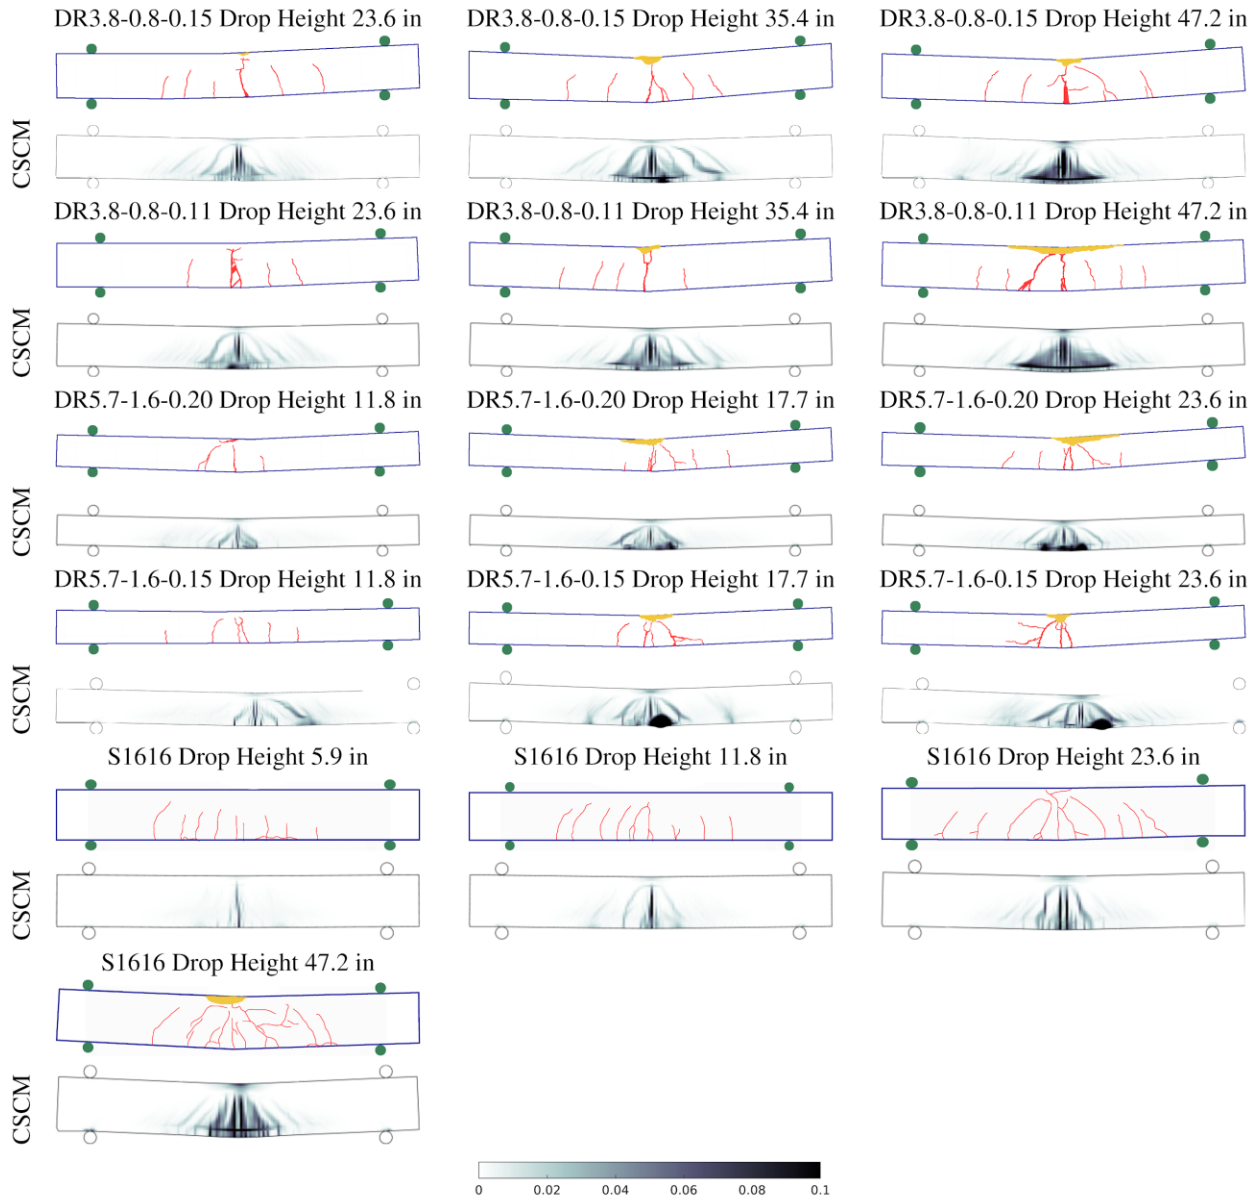 DR3.8-0.8-0.15 Drop Height 23.6 in
DR3.8-0.8-0.15 Drop Height 35.4 in
DR3.8-0.8-0.15 Drop Height 47.2 in
CSCM
DR3.8-0.8-0.11 Drop Height 23.6 in
DR3.8-0.8-0.11 Drop Height 35.4 in
DR3.8-0.8-0.11 Drop Height 47.2 in
CSCM
DR5.7-1.6-0.20 Drop Height 11.8 in
DR5.7-1.6-0.20 Drop Height 17.7 in
DR5.7-1.6-0.20 Drop Height 23.6 in
CSCM
DR5.7-1.6-0.15 Drop Height 11.8 in
DR5.7-1.6-0.15 Drop Height 17.7 in
DR5.7-1.6-0.15 Drop Height 23.6 in
CSCM
S1616 Drop Height 5.9 in
S1616 Drop Height 11.8 in
S1616 Drop Height 23.6 in
CSCM
S1616 Drop Height 47.2 in
CSCM
0 0.02 0.04 0.06 0.08 0.1